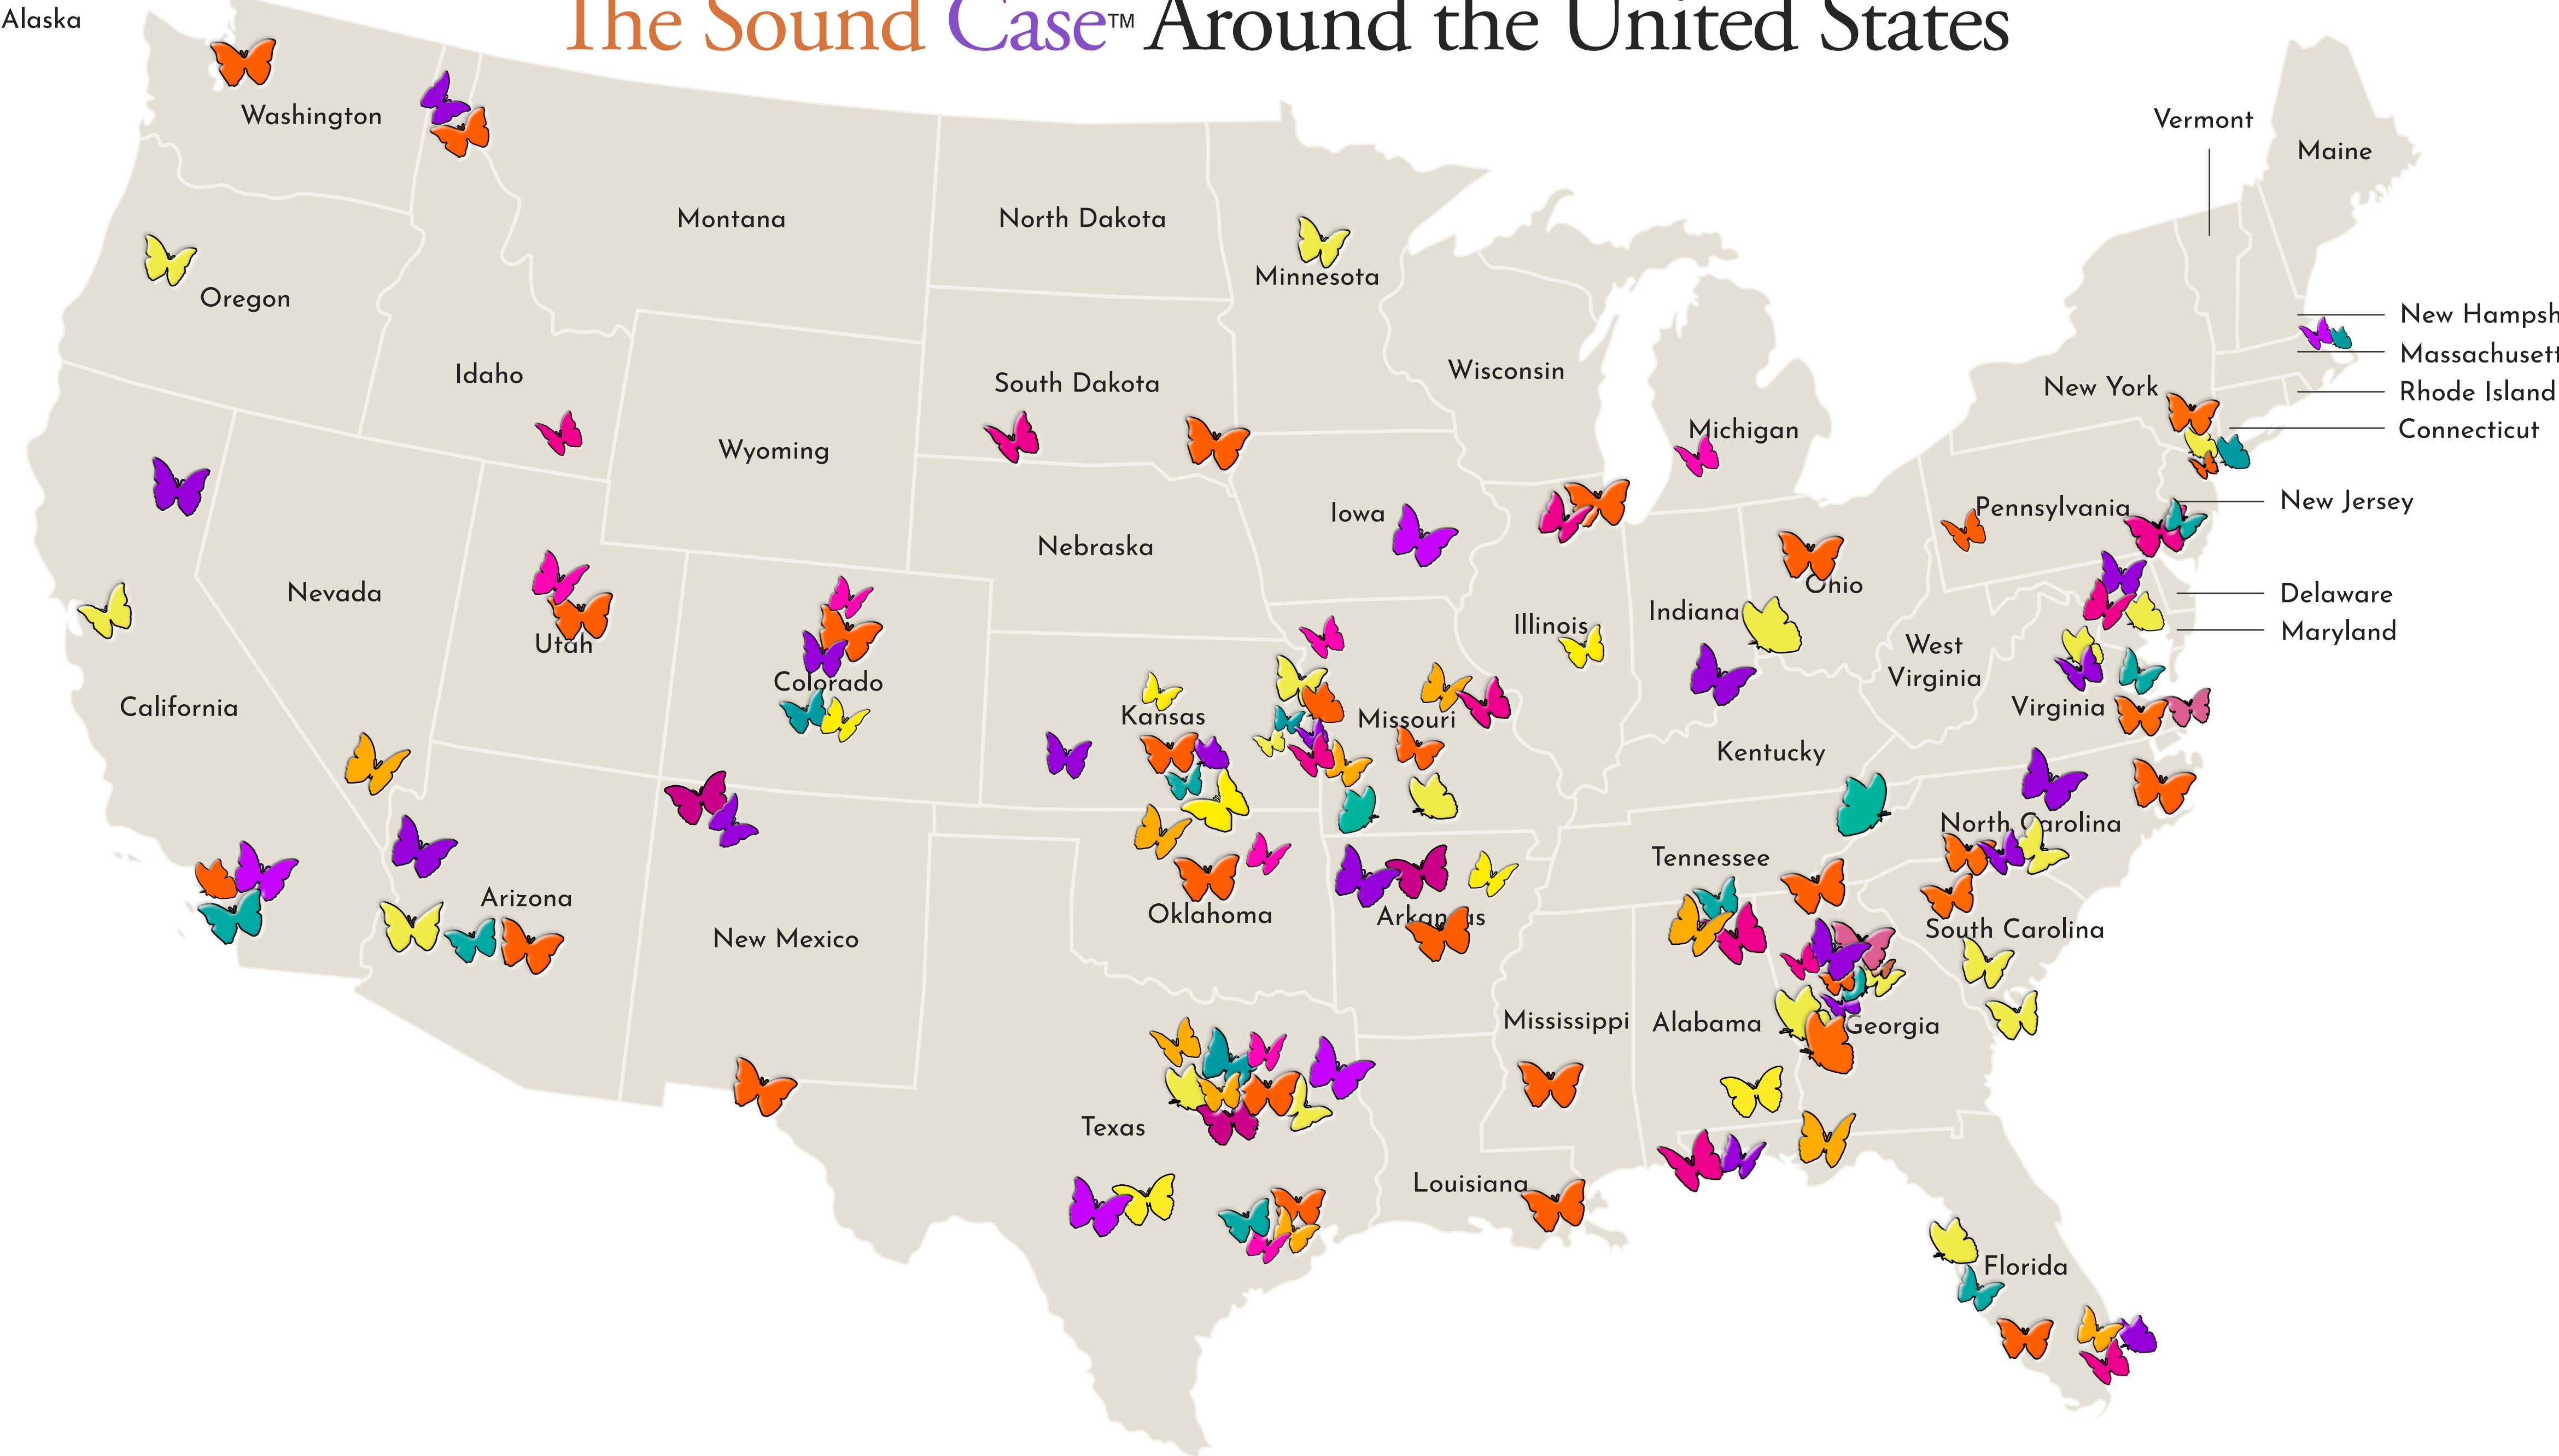 Alaska
The Sound Case™ Around the United States
Washington
Vermont
Maine
Montana
North Dakota
Minnesota
Oregon
New Hampsh
Massachusett
Idaho
South Dakota
Wisconsin
New York
Rhode Island
Wyoming
Michigan
Connecticut
Iowa
Pennsylvania
New Jersey
Nebraska
Nevada
Ohio
Delaware
Utah
Illinois
Indiana
Maryland
West
Virginia
Colorado
California
Kansas
Missouri
Virginia
Kentucky
North Carolina
Arizona
Tennessee
Oklahoma
Arkansas
New Mexico
South Carolina
Mississippi
Alabama
Georgia
Texas
Louisiana
Florida